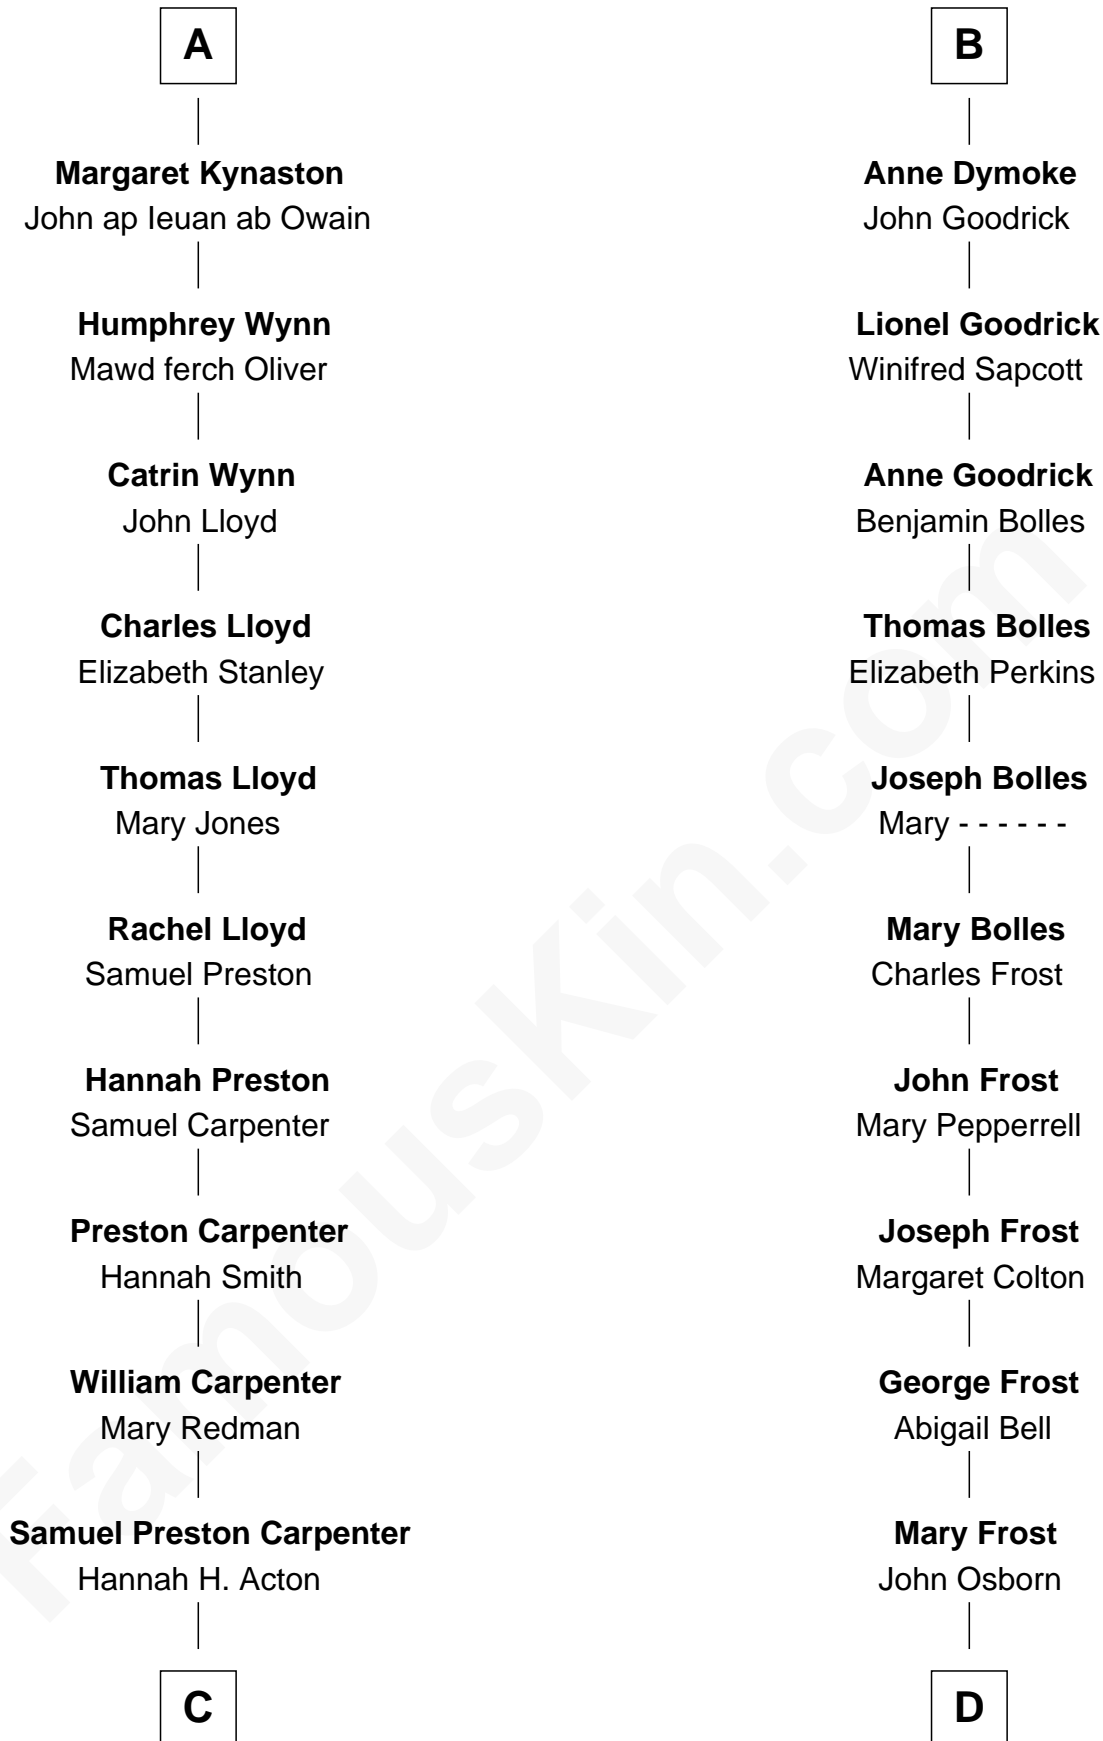 A
Margaret Kynaston
John ap Ieuan ab Owain
Humphrey Wynn
Mawd ferch Oliver
Catrin Wynn
John Lloyd
Charles Lloyd
Elizabeth Stanley
Thomas Lloyd
Mary Jones
Rachel Lloyd
Samuel Preston
Hannah Preston
Samuel Carpenter
Preston Carpenter
Hannah Smith
William Carpenter
Mary Redman
Samuel Preston Carpenter
Hannah H. Acton
C
B
Anne Dymoke
John Goodrick
Lionel Goodrick
Winifred Sapcott
Anne Goodrick
Benjamin Bolles
Thomas Bolles
Elizabeth Perkins
Joseph Bolles
Mary - - - - - -
Mary Bolles
Charles Frost
John Frost
Mary Pepperrell
Joseph Frost
Margaret Colton
George Frost
Abigail Bell
Mary Frost
John Osborn
D
FamousKin.com